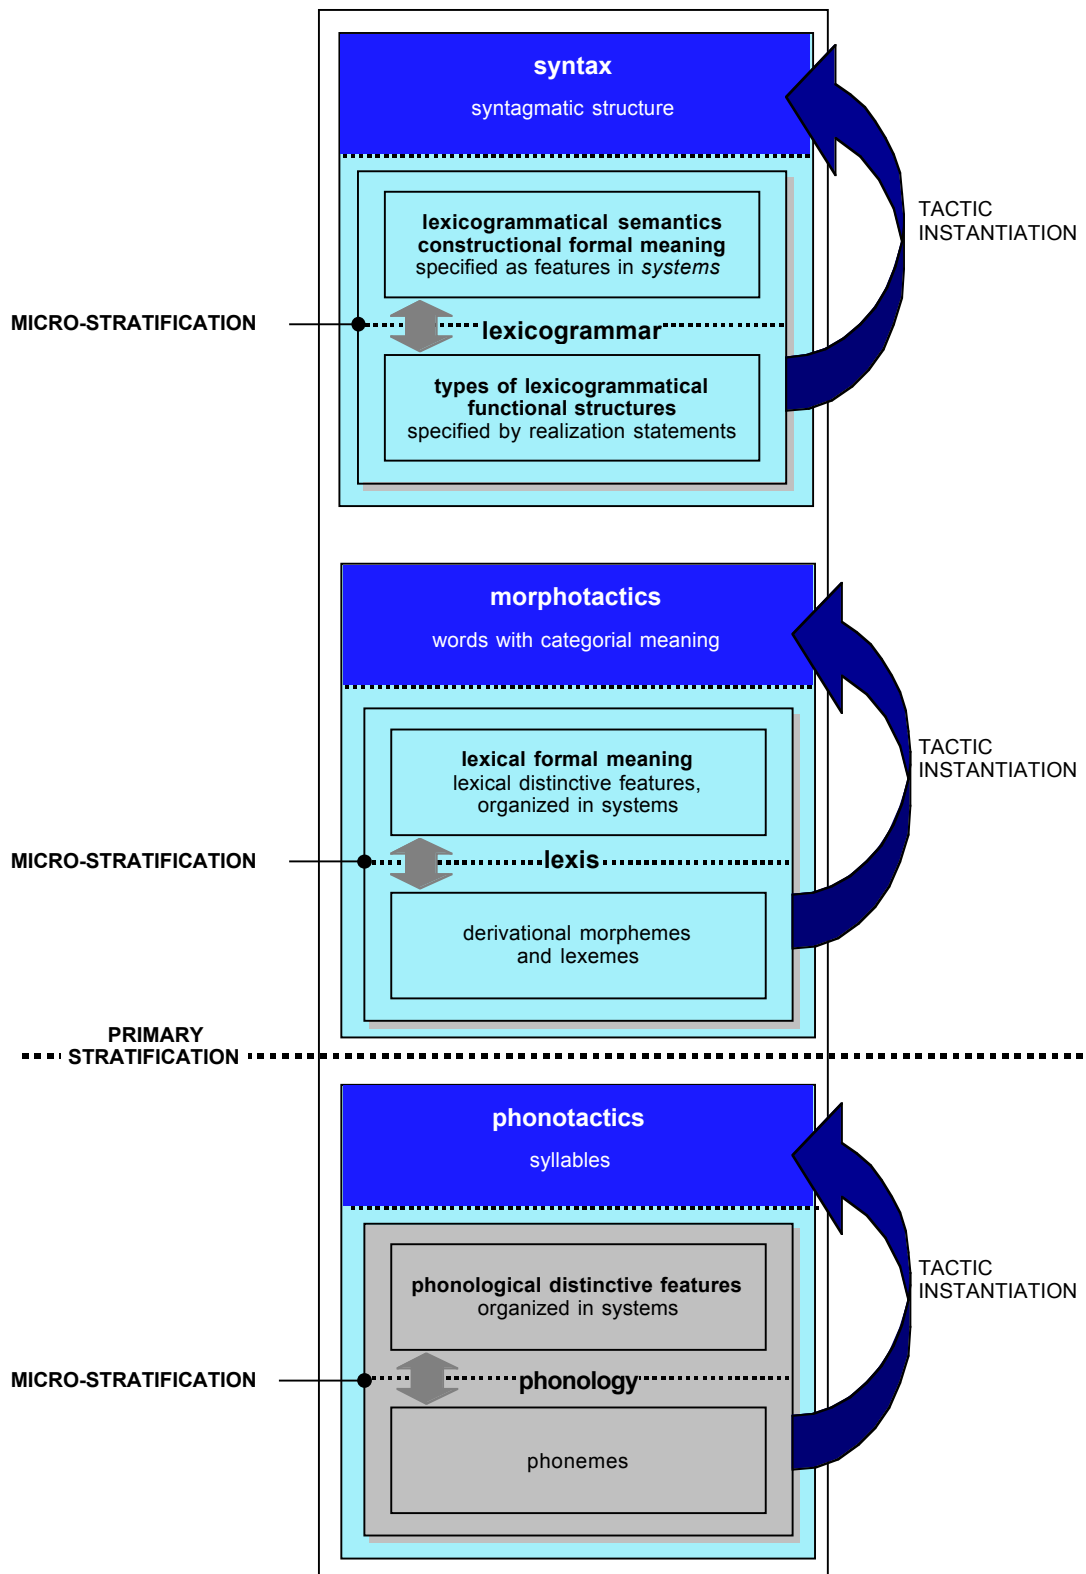 syntax
syntagmatic structure
TACTIC
INSTANTIATION
lexicogrammatical semantics
constructional formal meaning
specified as features in systems
MICRO-STRATIFICATION
lexicogrammar
types of lexicogrammatical
functional structures
specified by realization statements
morphotactics
words with categorial meaning
TACTIC
INSTANTIATION
lexical formal meaning
lexical distinctive features,
organized in systems
MICRO-STRATIFICATION
lexis
derivational morphemes
and lexemes
PRIMARY
STRATIFICATION
phonotactics
syllables
TACTIC
INSTANTIATION
phonological distinctive features
organized in systems
MICRO-STRATIFICATION
phonology
phonemes